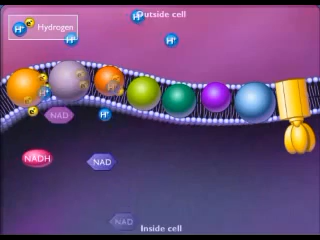 Outside cell
H⁺ e Hydrogen
H⁺
H⁺
H⁺
NAD
H⁺
NADH
NAD
NAD
Inside cell